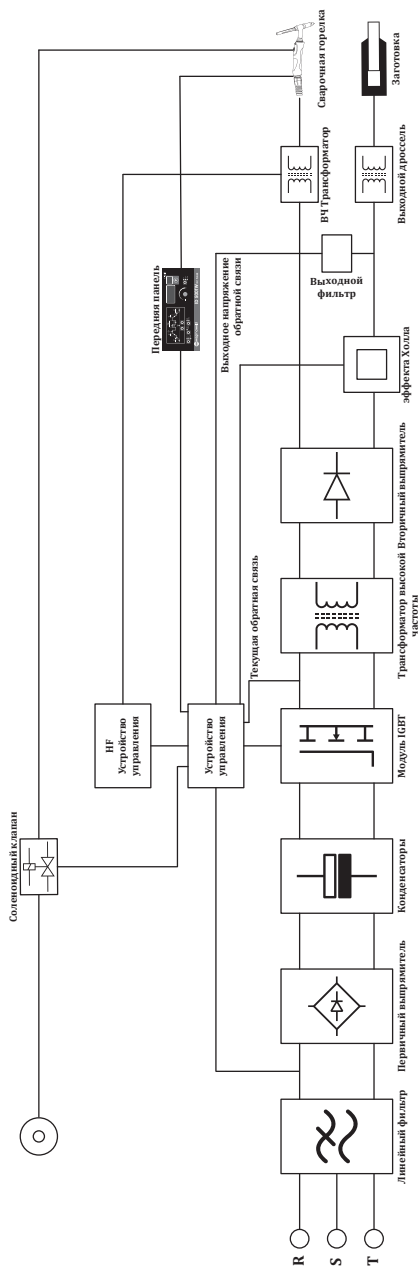 Соленоидный клапан
HF
Устройство
управления
Устройство
управления
Передняя панель
Выходное напряжение
обратной связи
Текущая обратная связь
Сварочная горелка
Заготовка
ВЧ Трансформатор
Выходной дроссель
Выходной
фильтр
эффекта Холла
R
S
T
Линейный фильтр
Первичный выпрямитель
Конденсаторы
Модуль IGBT
Трансформатор высокой
частоты
Вторичный выпрямитель